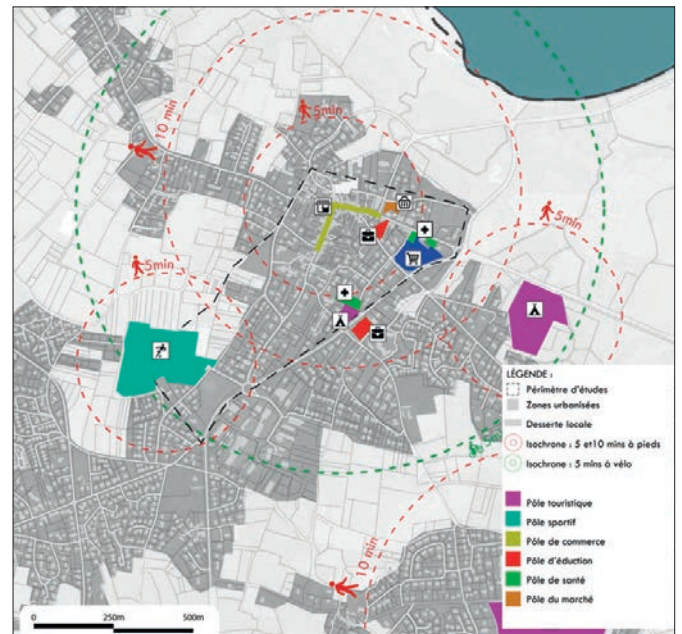 5min
10 min
5min
5min
5
LÉGENDE :
Périmètre d'études
Zones urbanisées
Desserte locale
Isochrone : 5 et10 mins à pieds
Isochrone : 5 mins à vélo
Pôle touristique
Pôle sportif
Pôle de commerce
Pôle d'éduction
Pôle de santé
Pôle du marché
10 min
0 250m 500m